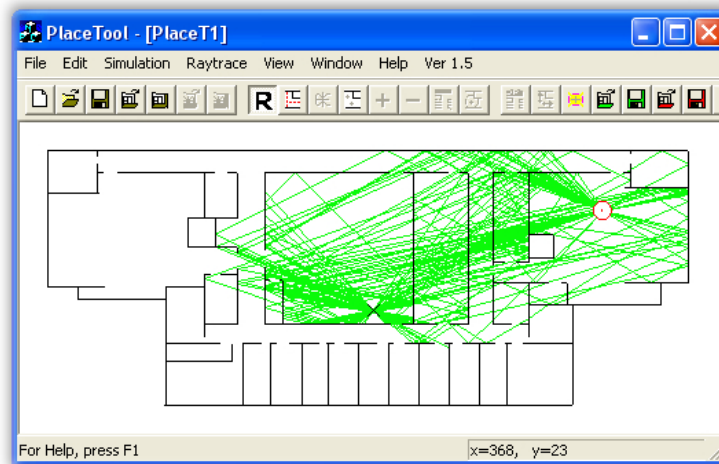 PlaceTool - [PlaceT1]
File Edit Simulation Raytrace View Window Help Ver 1.5
R
For Help, press F1
x=368, y=23